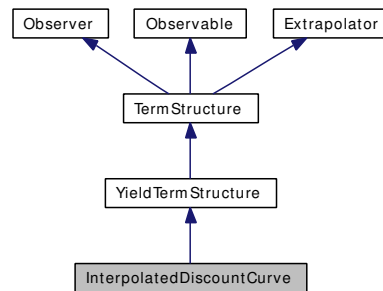 Observer
Observable
Extrapolator
TermStructure
YieldTermStructure
InterpolatedDiscountCurve